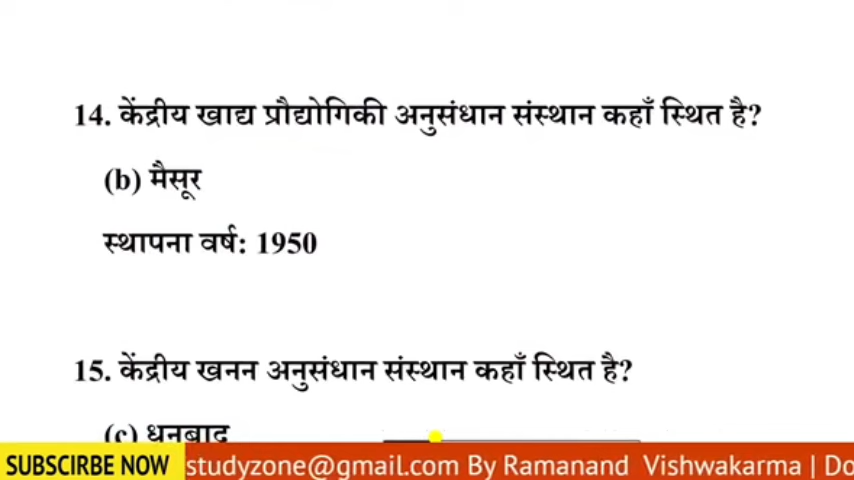 14. केंद्रीय खाद्य प्रौद्योगिकी अनुसंधान संस्थान कहाँ स्थित है?
(b) मैसूर
स्थापना वर्ष: 1950
15. केंद्रीय खनन अनुसंधान संस्थान कहाँ स्थित है?
(c) धनबाद
SUBSCIRBE NOW studyzone@gmail.com By Ramanand Vishwakarma | Do